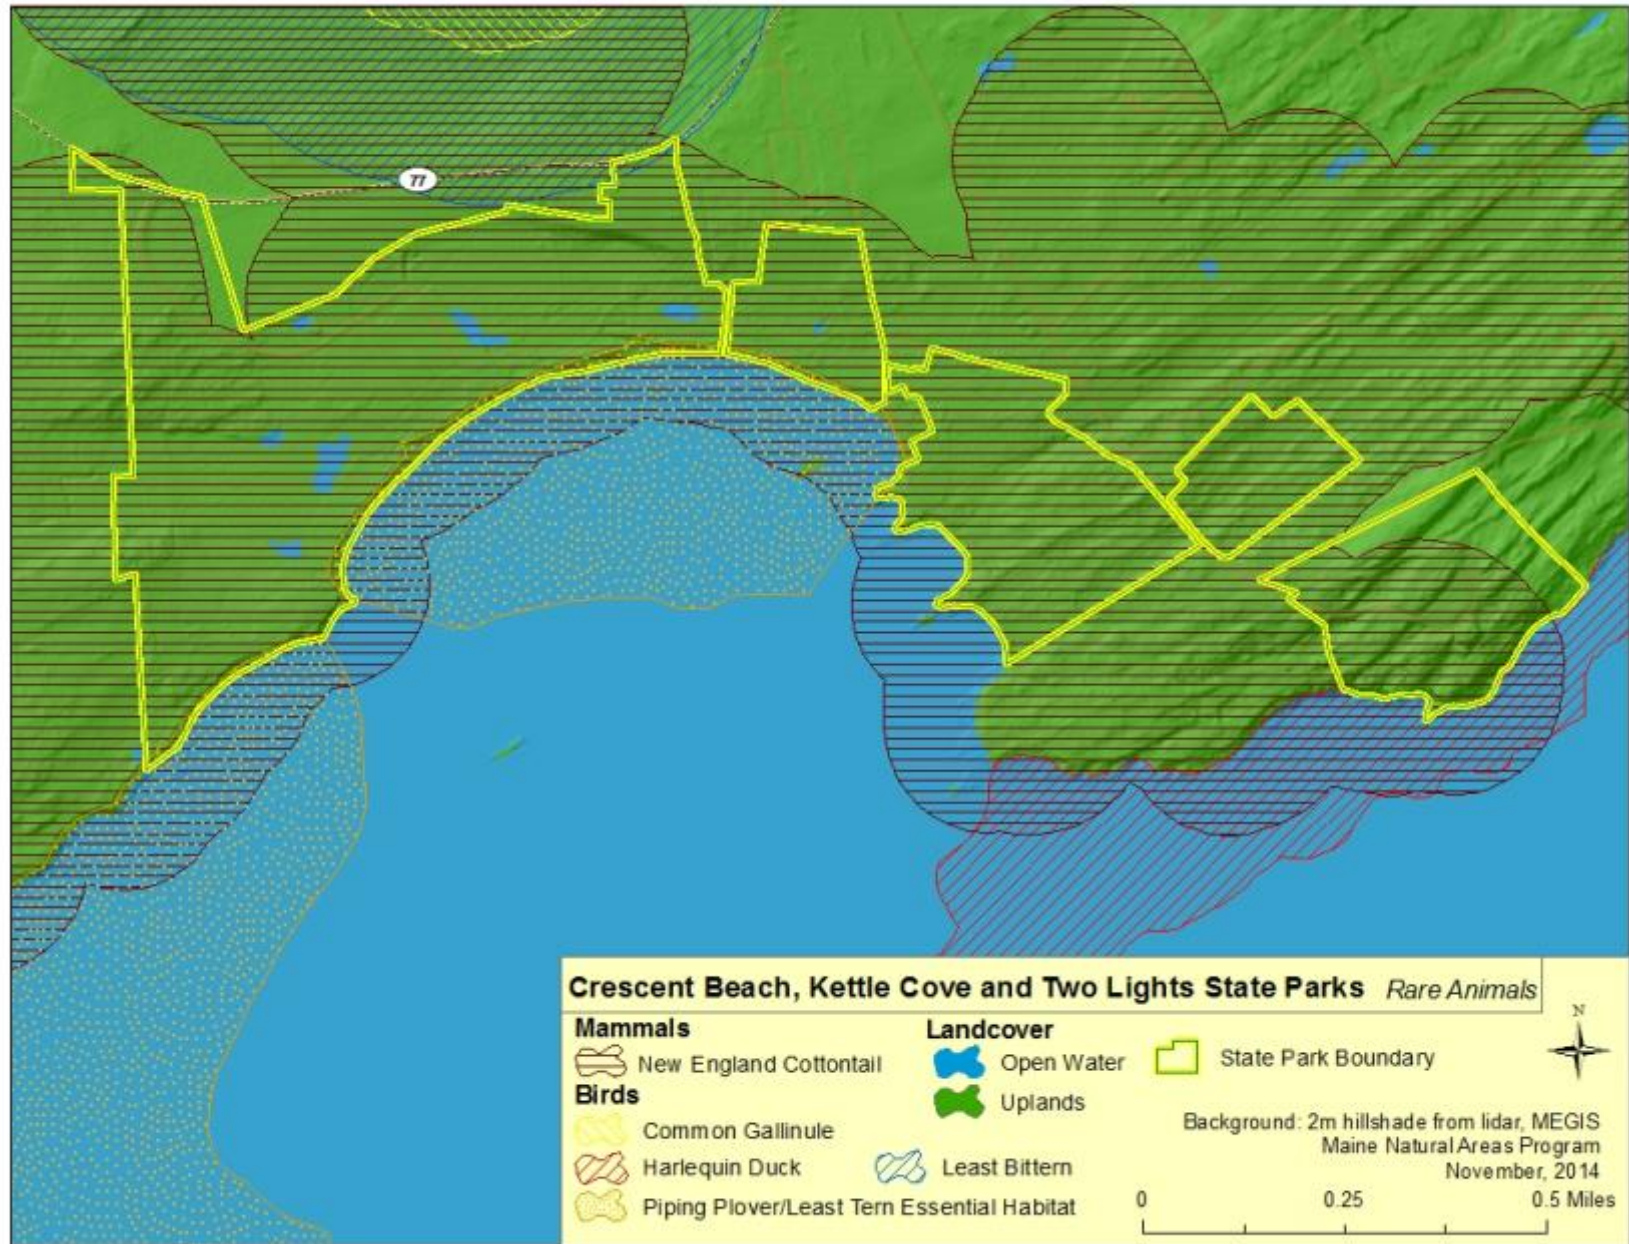 77
Crescent Beach, Kettle Cove and Two Lights State Parks Rare Animals
Mammals
New England Cottontail
Birds
Common Gallinule
Harlequin Duck
Least Bittern
Piping Plover/Least Tern Essential Habitat
Landcover
Open Water
Uplands
State Park Boundary
N
Background: 2m hillshade from lidar, MEGIS
Maine Natural Areas Program
November, 2014
0 0.25 0.5 Miles